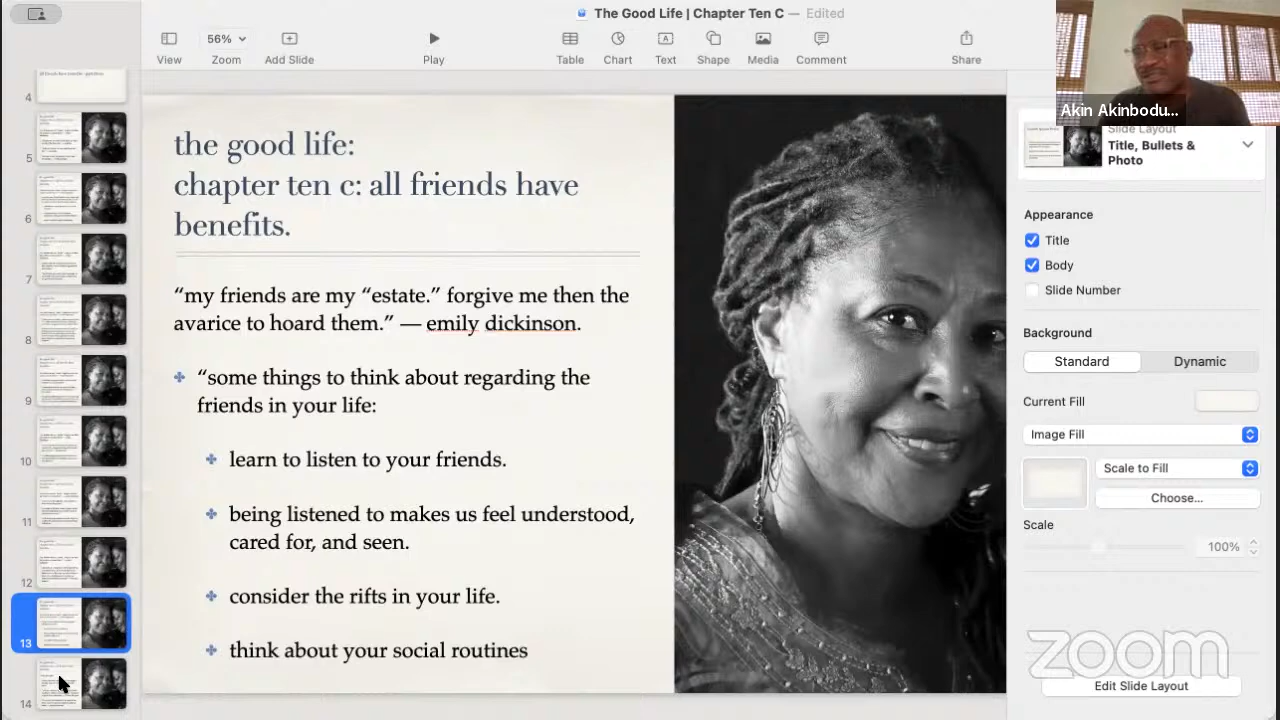 The Good Life | Chapter Ten C — Edited
56%
View Zoom Add Slide Play Table Chart Text Shape Media Comment Share
Akin Akinbodu...
4
5
6
7
8
9
10
11
12
13
14
the good life:
chapter ten c: all friends have
benefits.
“my friends are my “estate.” forgive me then the
avarice to hoard them.” — emily dickinson.
things to think about regarding the
friends in your life:
learn to listen to your friends.
being listened to makes us feel understood,
cared for, and seen.
consider the rifts in your life.
think about your social routines
Slide Layout
Title, Bullets &
Photo
Appearance
Title
Body
Slide Number
Background
Standard Dynamic
Current Fill
Image Fill
Scale to Fill
Choose...
Scale
100%
zoom
Edit Slide Layout